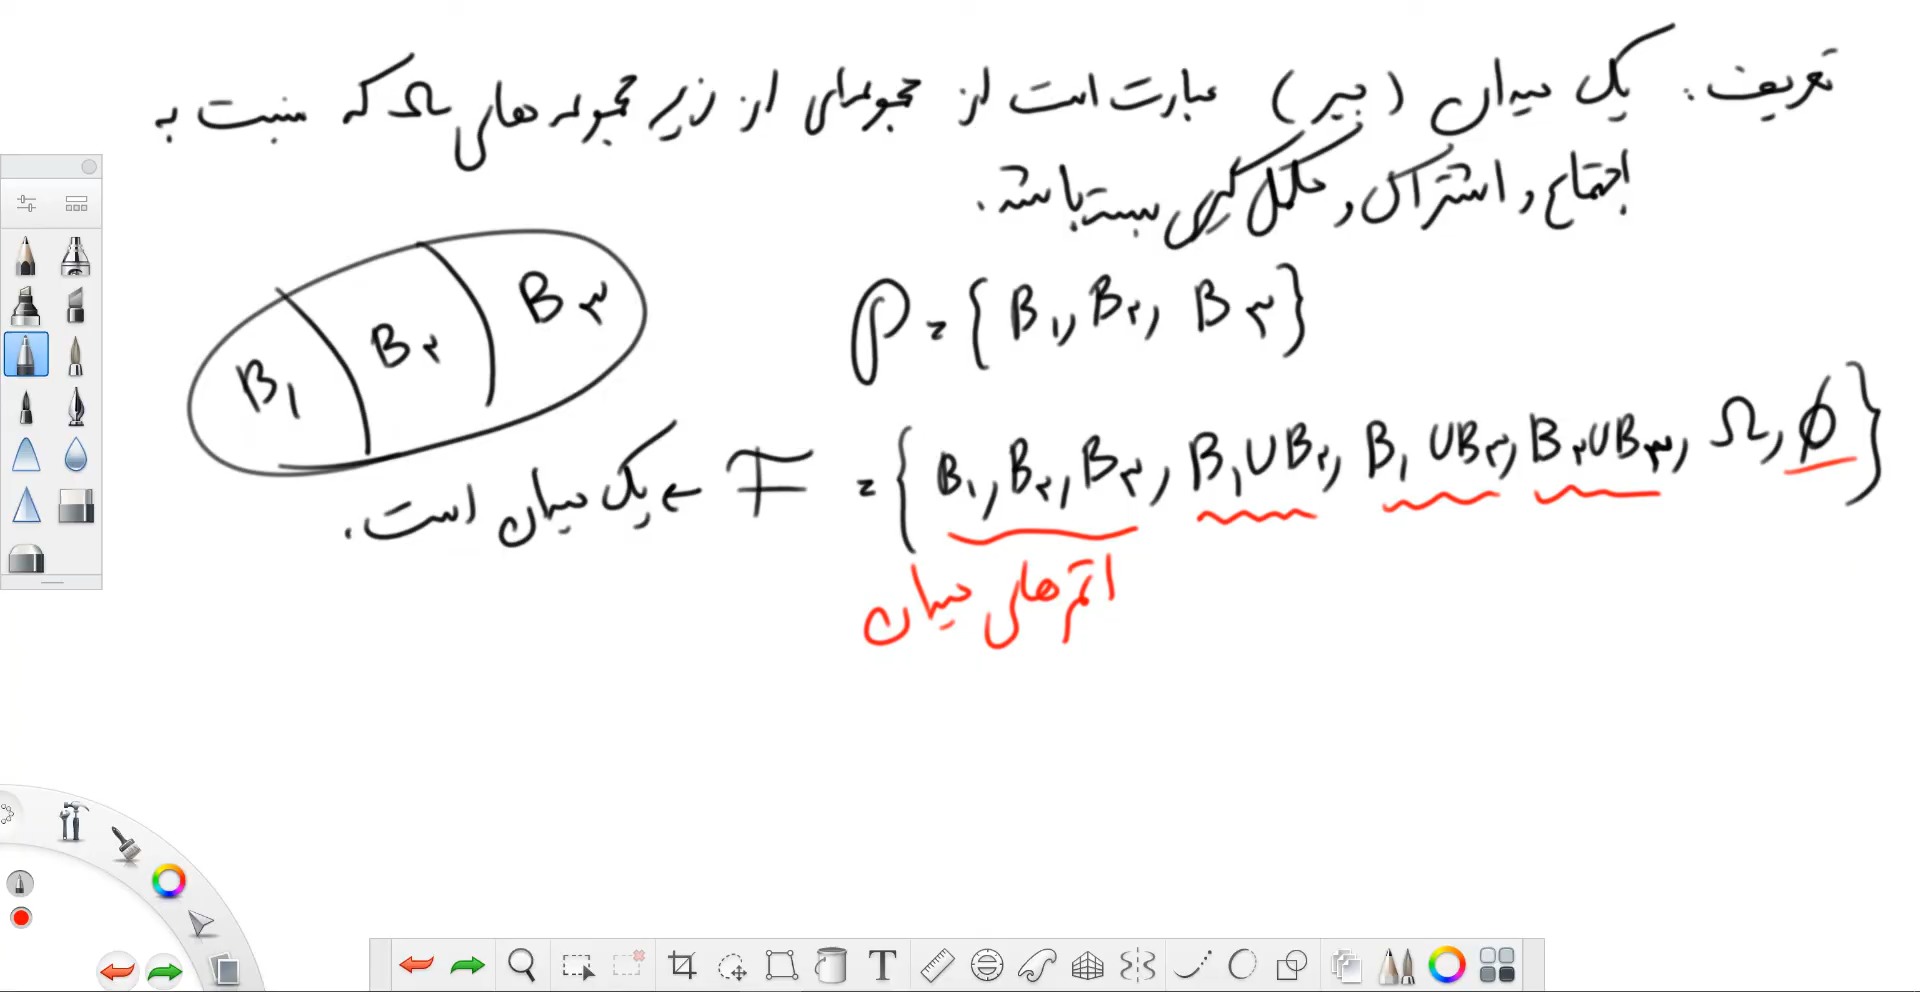 تعریف: یک میدان (جبر) عبارت است از مجموعه‌ای از زیر مجموعه های Ω که نسبت به
اجتماع، اشتراک، مکمل گیری بسته باشد.
B۱ B۲ B۳
P = {B۱, B۲, B۳}
F = {B۱, B۲, B۳, B۱∪B۲, B۱∪B۳, B۲∪B۳, Ω, ϕ}
← یک میدان است.
اتم های میدان
T